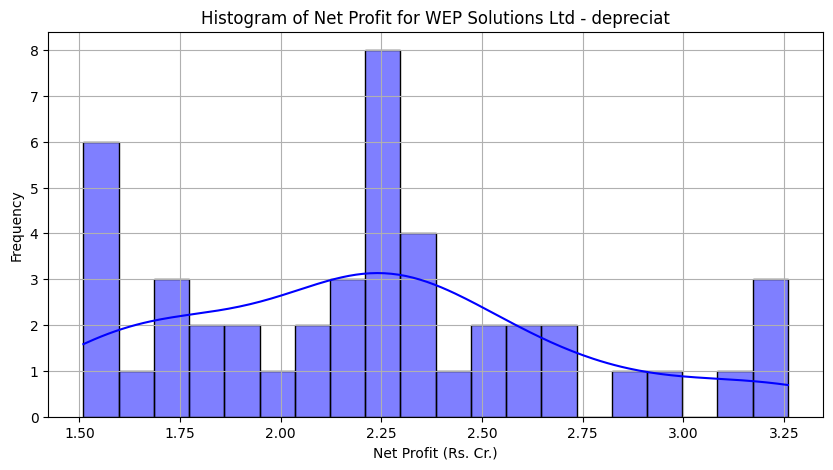 Histogram of Net Profit for WEP Solutions Ltd - depreciat
Frequency
8
7
6
5
4
3
2
1
0
1.50 1.75 2.00 2.25 2.50 2.75 3.00 3.25
Net Profit (Rs. Cr.)